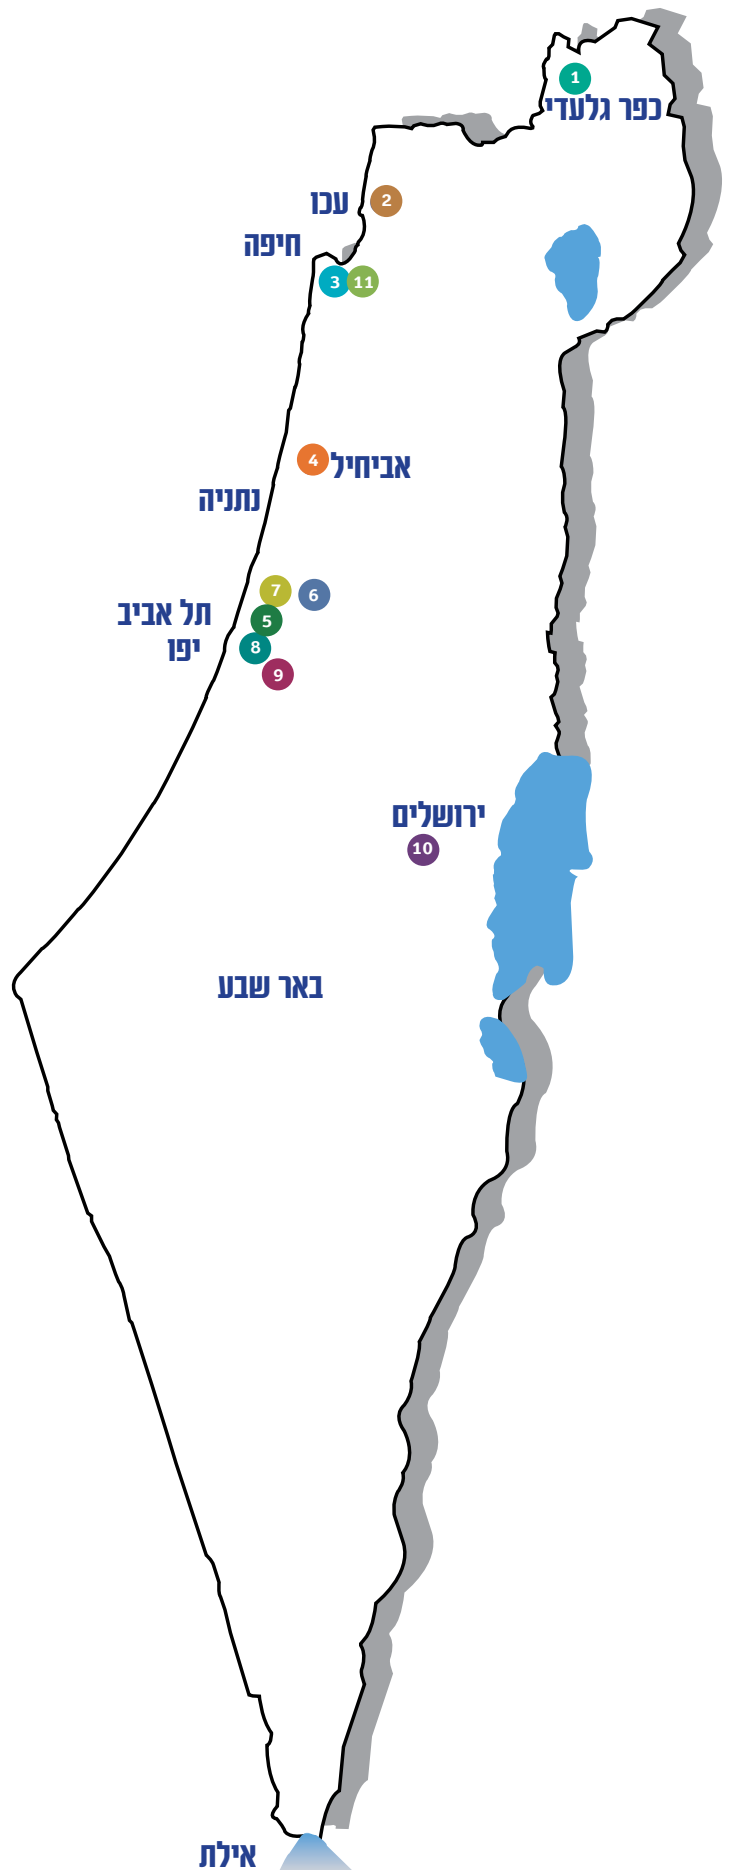 1
כפר גלעדי
עכו
2
חיפה
3
11
4
אביחיל
נתניה
7
6
תל אביב
5
יפו
8
9
ירושלים
10
באר שבע
אילת